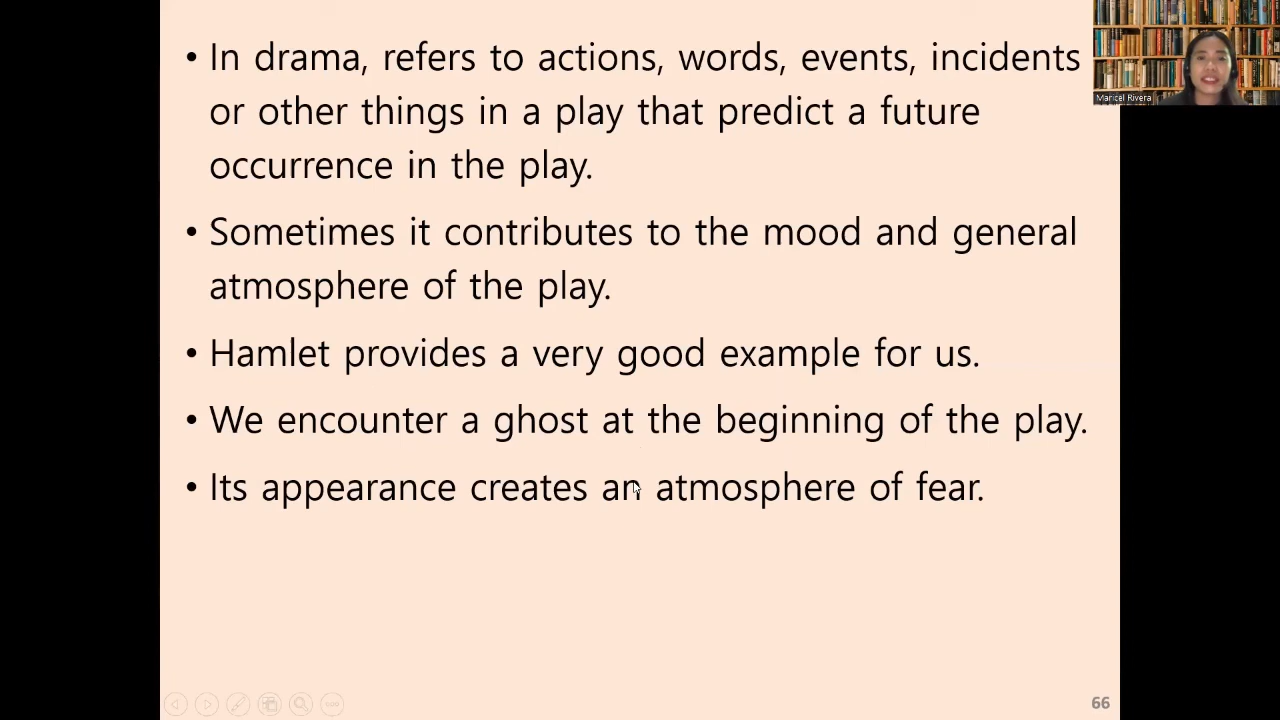 • In drama, refers to actions, words, events, incidents
or other things in a play that predict a future
occurrence in the play.
• Sometimes it contributes to the mood and general
atmosphere of the play.
• Hamlet provides a very good example for us.
• We encounter a ghost at the beginning of the play.
• Its appearance creates an atmosphere of fear.
Maricel Rivera
66